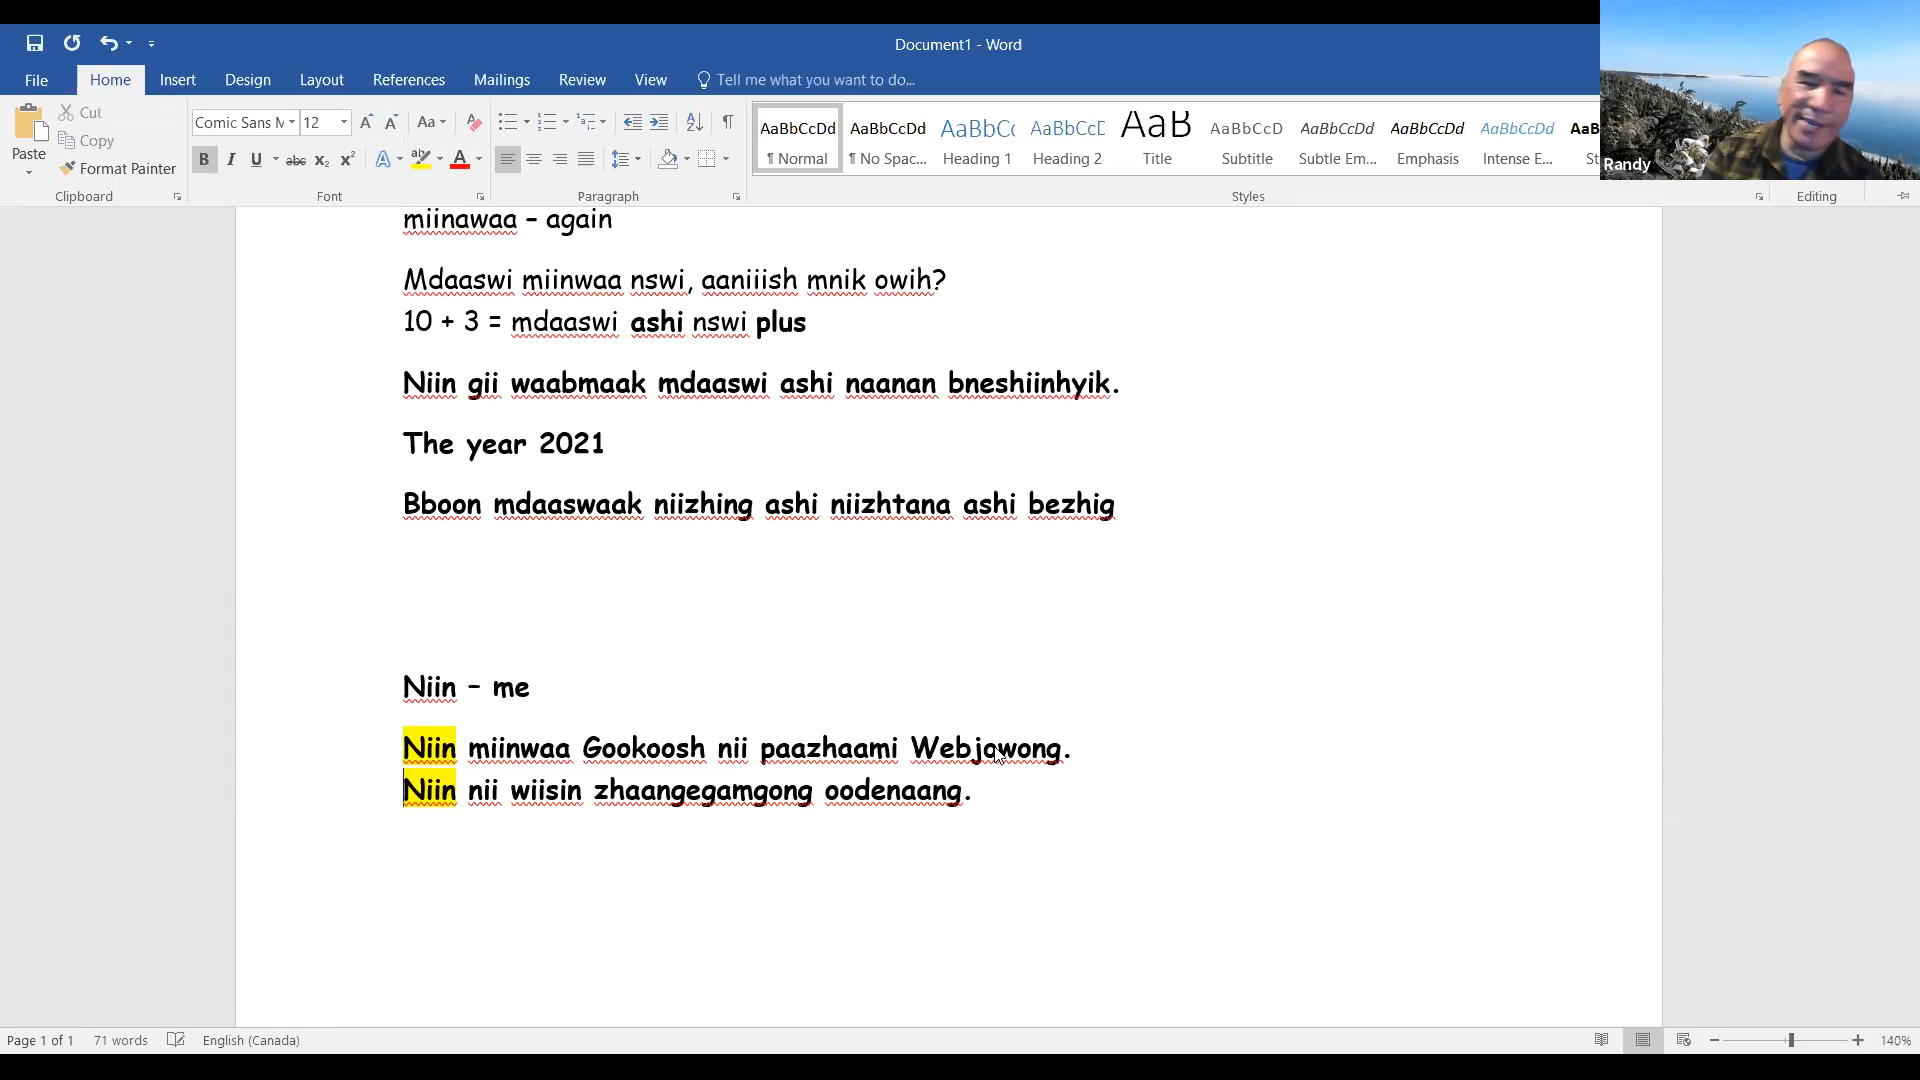 Document1 - Word
File Home Insert Design Layout References Mailings Review View Tell me what you want to do...
Paste
Cut
Copy
Format Painter
Clipboard
Comic Sans M 12
Font
Paragraph
AaBbCcDd AaBbCcDd AaBbCc AaBbCcD AaB AaBbCcD AaBbCcDd AaBbCcDd AaBbCcDd AaBb
¶ Normal ¶ No Spac... Heading 1 Heading 2 Title Subtitle Subtle Em... Emphasis Intense E... St
Styles
Editing
Randy
miinawaa – again
Mdaaswi miinwaa nswi, aaniiish mnik owih?
10 + 3 = mdaaswi ashi nswi plus
Niin gii waabmaak mdaaswi ashi naanan bneshiinhyik.
The year 2021
Bboon mdaaswaak niizhing ashi niizhtana ashi bezhig
Niin – me
Niin miinwaa Gookoosh nii paazhaami Webjawong.
Niin nii wiisin zhaangegamgong oodenaang.
Page 1 of 1 71 words English (Canada) 140%